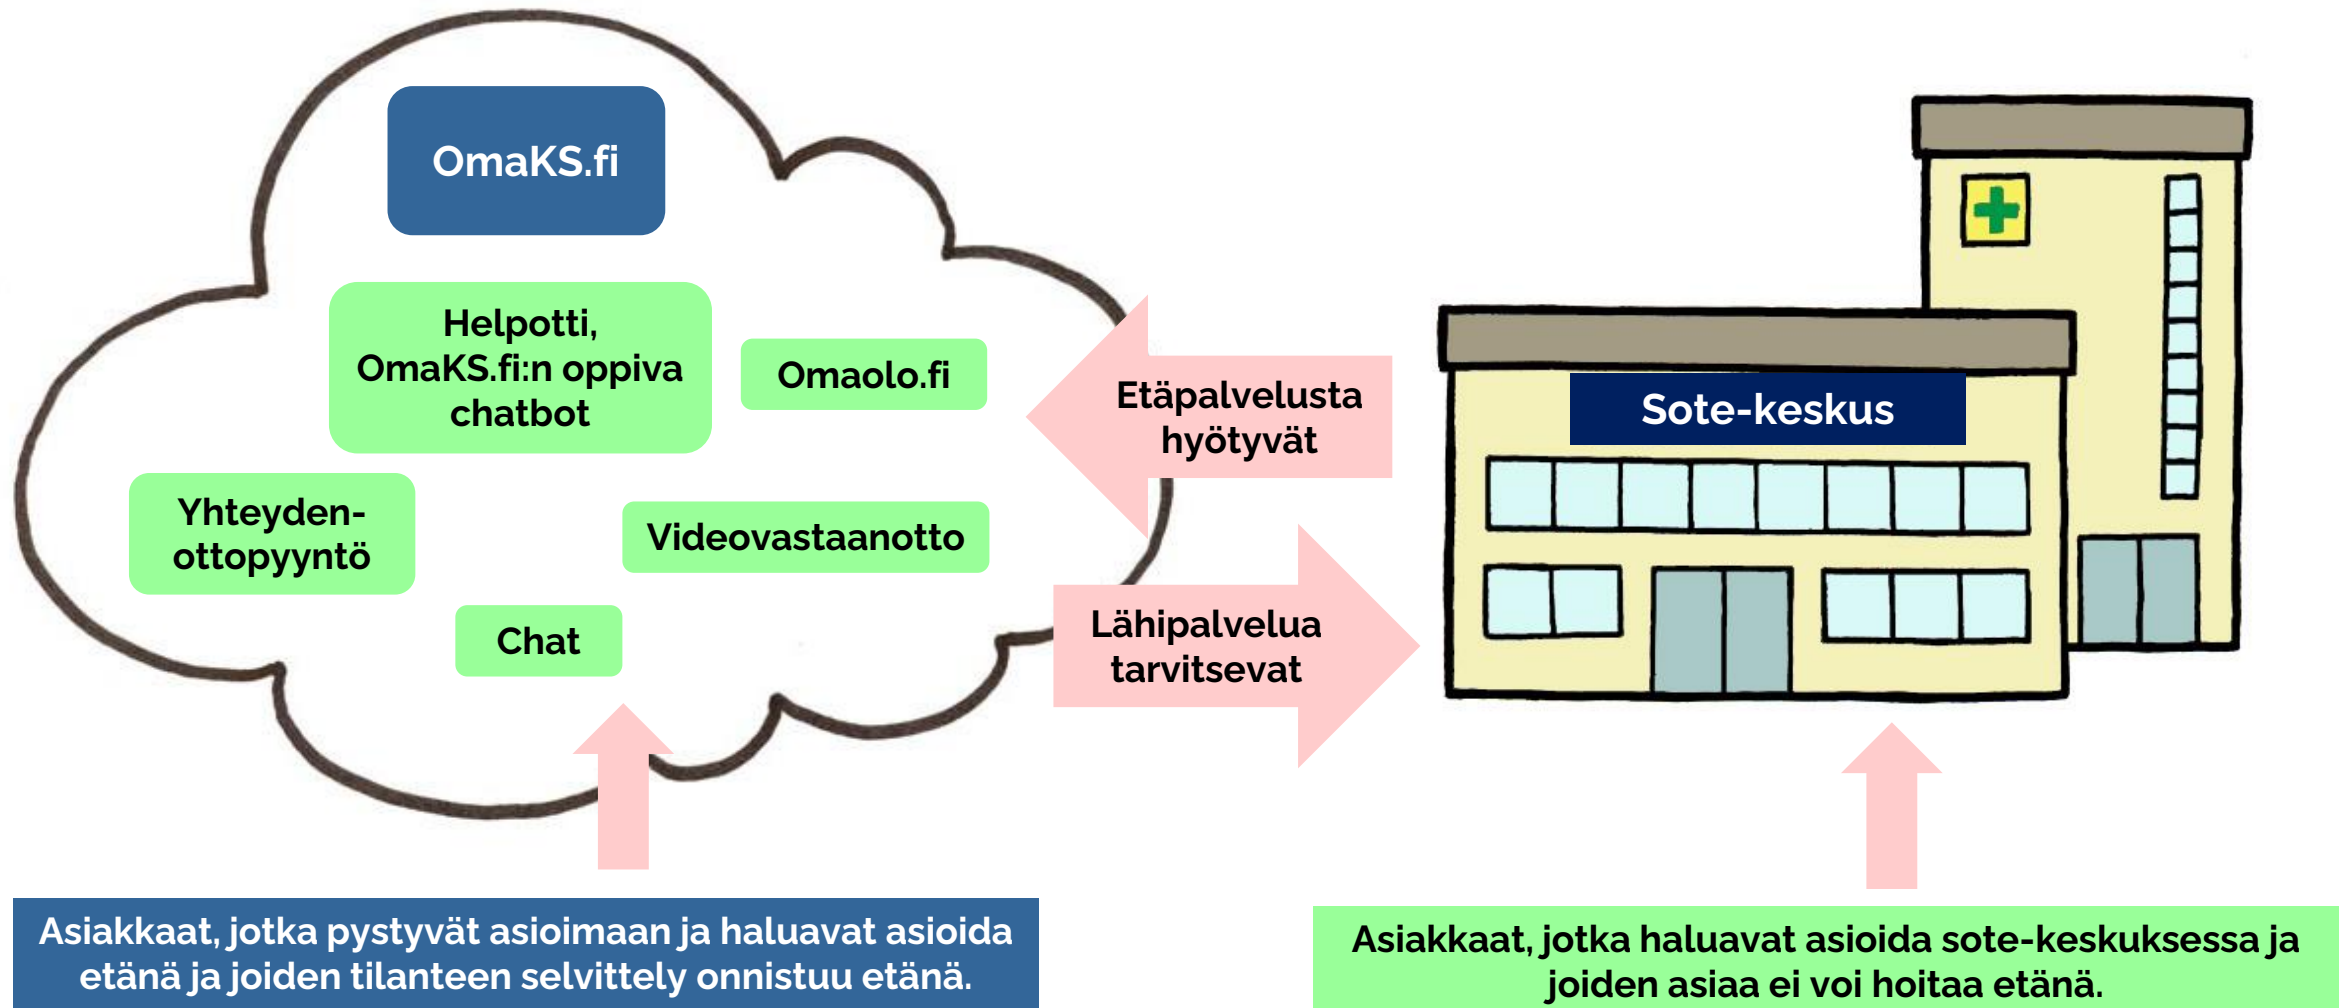 OmaKS.fi
Helpotti,
OmaKS.fi:n oppiva
chatbot
Omaolo.fi
Yhteyden-
ottopyyntö
Videovastaanotto
Chat
Etäpalvelusta
hyötyvät
Lähipalvelua
tarvitsevat
Sote-keskus
Asiakkaat, jotka pystyvät asioimaan ja haluavat asioida
etänä ja joiden tilanteen selvittely onnistuu etänä.
Asiakkaat, jotka haluavat asioida sote-keskuksessa ja
joiden asiaa ei voi hoitaa etänä.